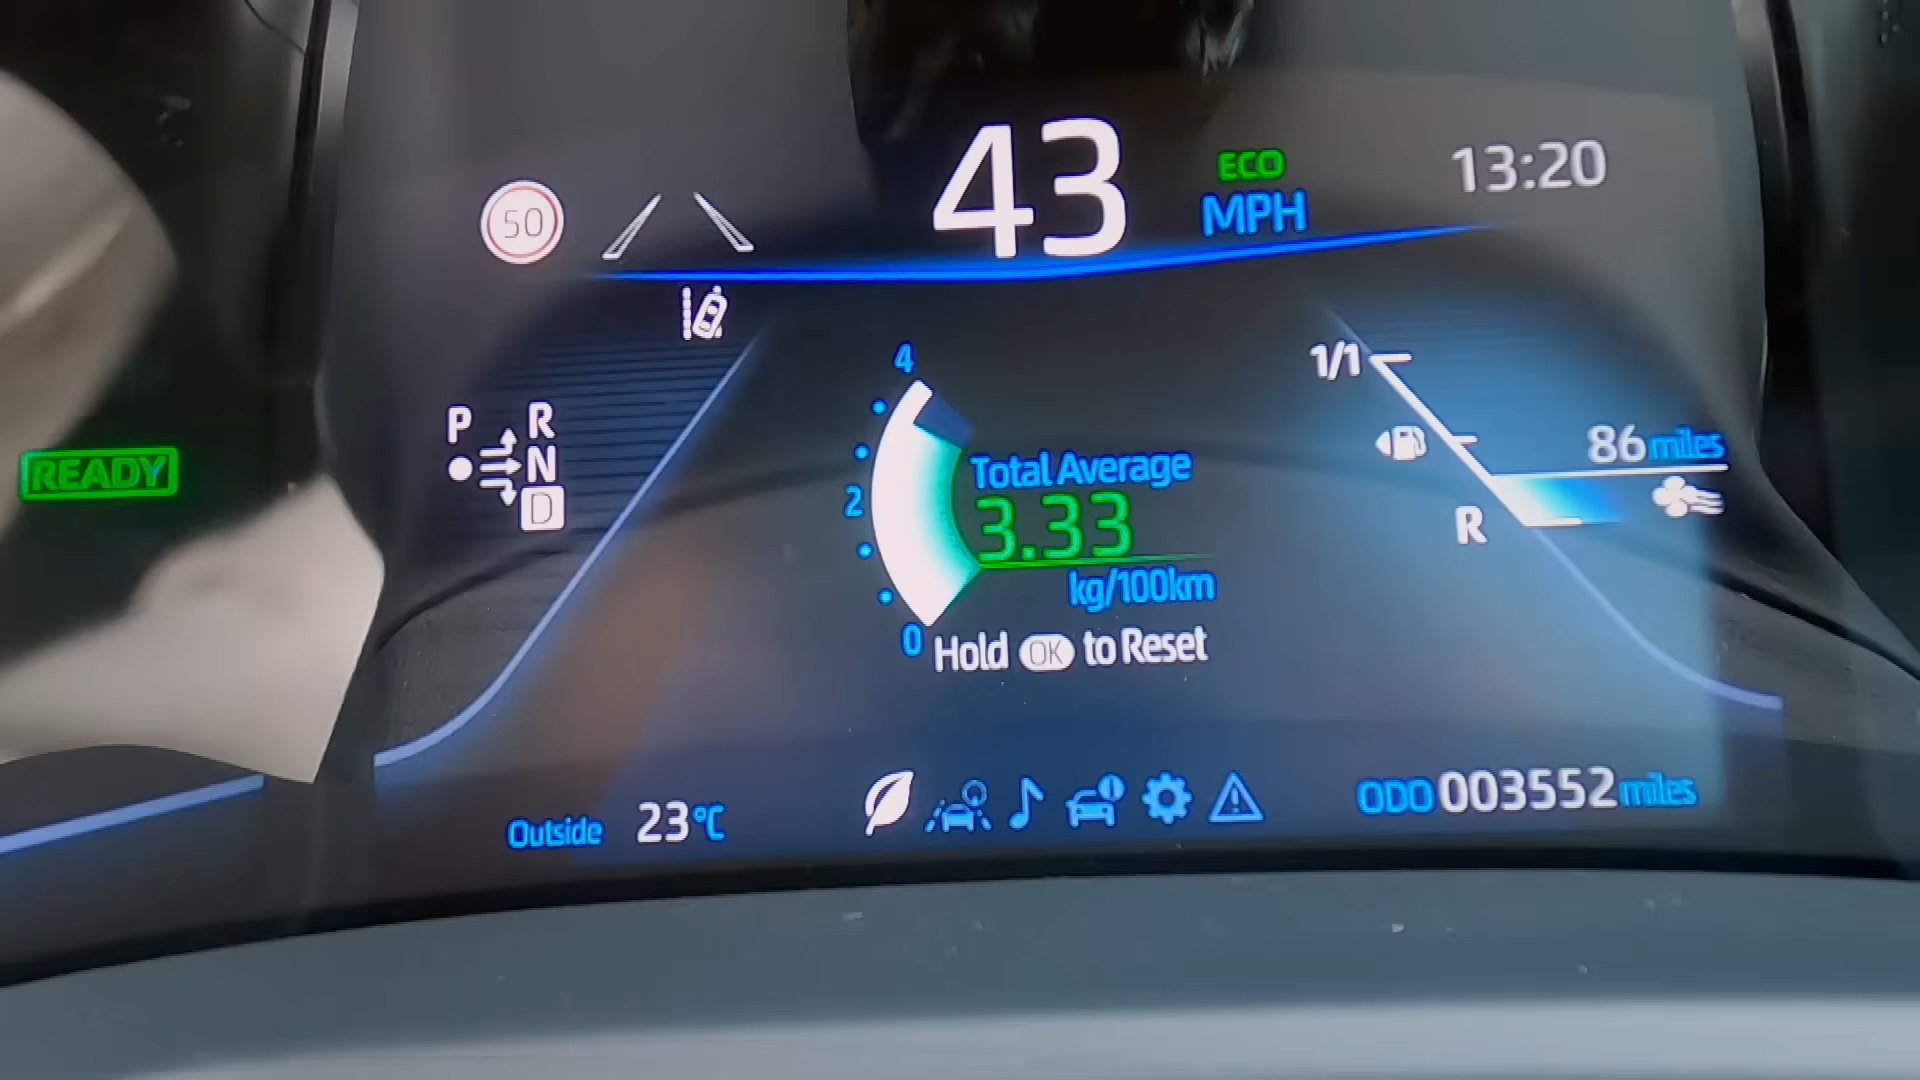 43
ECO
MPH
13:20
50
1/1
P R
N
D
READY
4
2
0
Total Average
3.33
kg/100km
Hold OK to Reset
86 miles
R
Outside 23°C
ODO 003552 miles